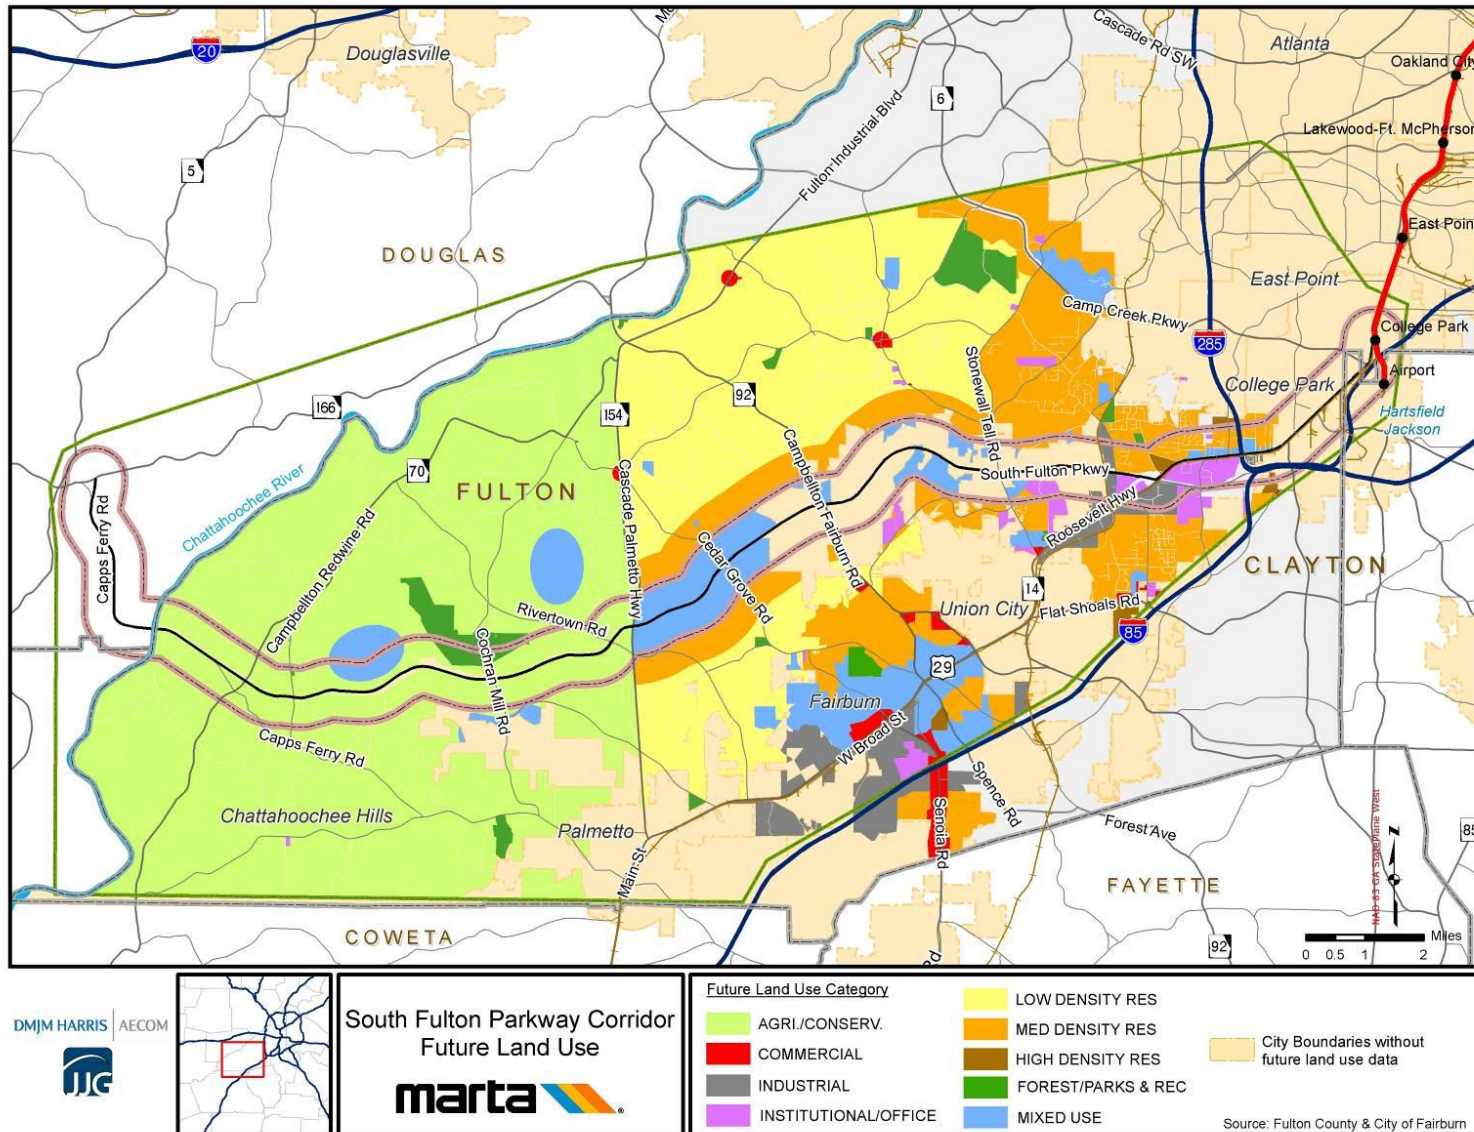 20
Douglasville
Cascade Rd SW
Atlanta
Oakland City
6
Fulton Industrial Blvd
Lakewood-Ft. McPherson
5
East Point
DOUGLAS
East Point
Camp Creek Pkwy
College Park
285
Airport
College Park
Stonewall Tell Rd
92
166
154
Hartsfield
Jackson
Chattahoochee River
70
FULTON
Cascade Palmetto Hwy
Campbellton Fairburn Rd
South Fulton Pkwy
Roosevelt Hwy
Capps Ferry Rd
Campbellton Redwine Rd
Cedar Grove Rd
CLAYTON
14
Rivertown Rd
Union City
Flat Shoals Rd
85
Cochran Mill Rd
29
Fairburn
W Broad St
Capps Ferry Rd
Spence Rd
Senoia Rd
Chattahoochee Hills
Palmetto
Main St
Forest Ave
85
FAYETTE
NAD 83 GA StatePlane West
Z
COWETA
Rd
92
Miles
0 0.5 1 2
DMJM HARRIS AECOM
JJG
South Fulton Parkway Corridor
Future Land Use
marta
Future Land Use Category
AGRI./CONSERV.
COMMERCIAL
INDUSTRIAL
INSTITUTIONAL/OFFICE
LOW DENSITY RES
MED DENSITY RES
HIGH DENSITY RES
FOREST/PARKS & REC
MIXED USE
City Boundaries without
future land use data
Source: Fulton County & City of Fairburn